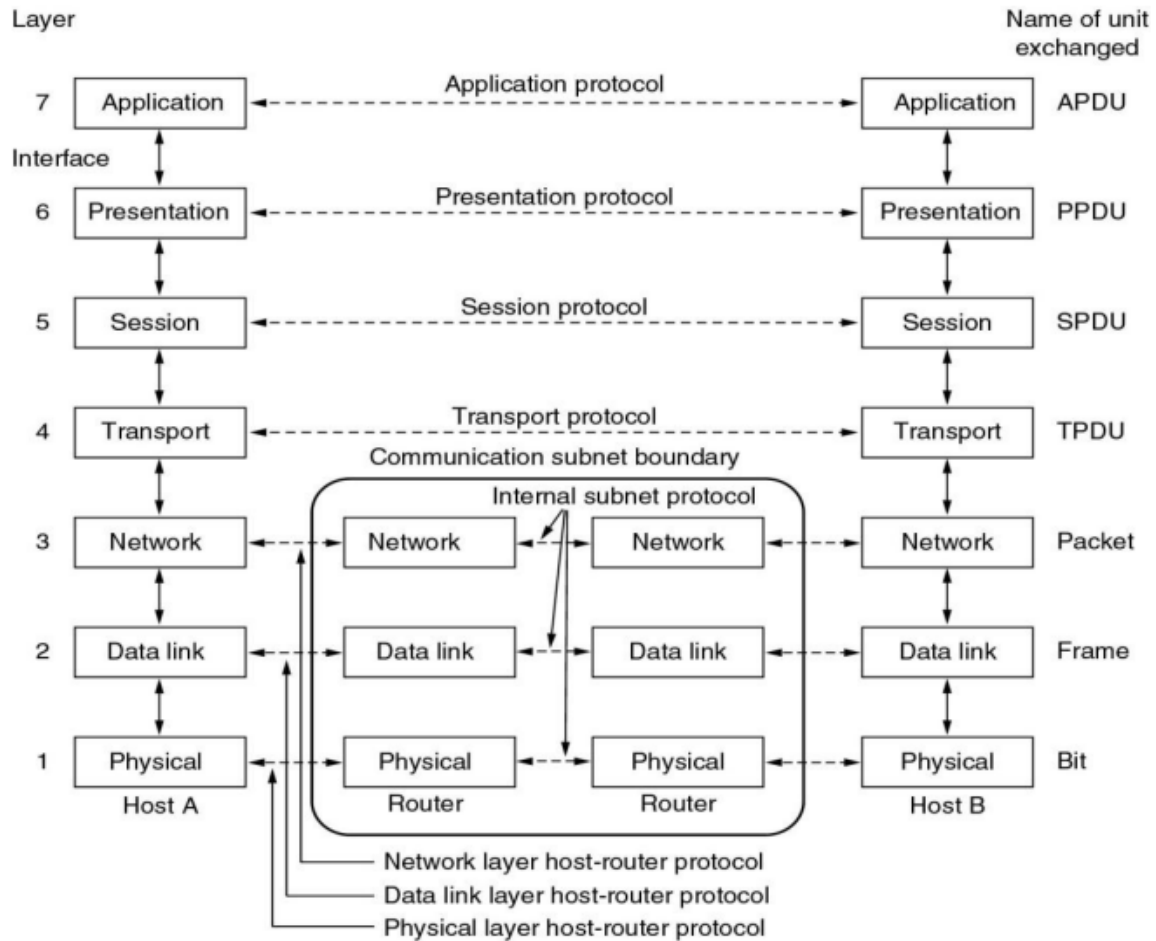 Layer
Name of unit
exchanged
Application protocol
7
Application
Application
APDU
Interface
Presentation protocol
6
Presentation
Presentation
PPDU
Session protocol
5
Session
Session
SPDU
Transport protocol
4
Transport
Transport
TPDU
Communication subnet boundary
Internal subnet protocol
3
Network
Network
Network
Network
Packet
2
Data link
Data link
Data link
Data link
Frame
1
Physical
Physical
Physical
Physical
Bit
Host A
Router
Router
Host B
Network layer host-router protocol
Data link layer host-router protocol
Physical layer host-router protocol